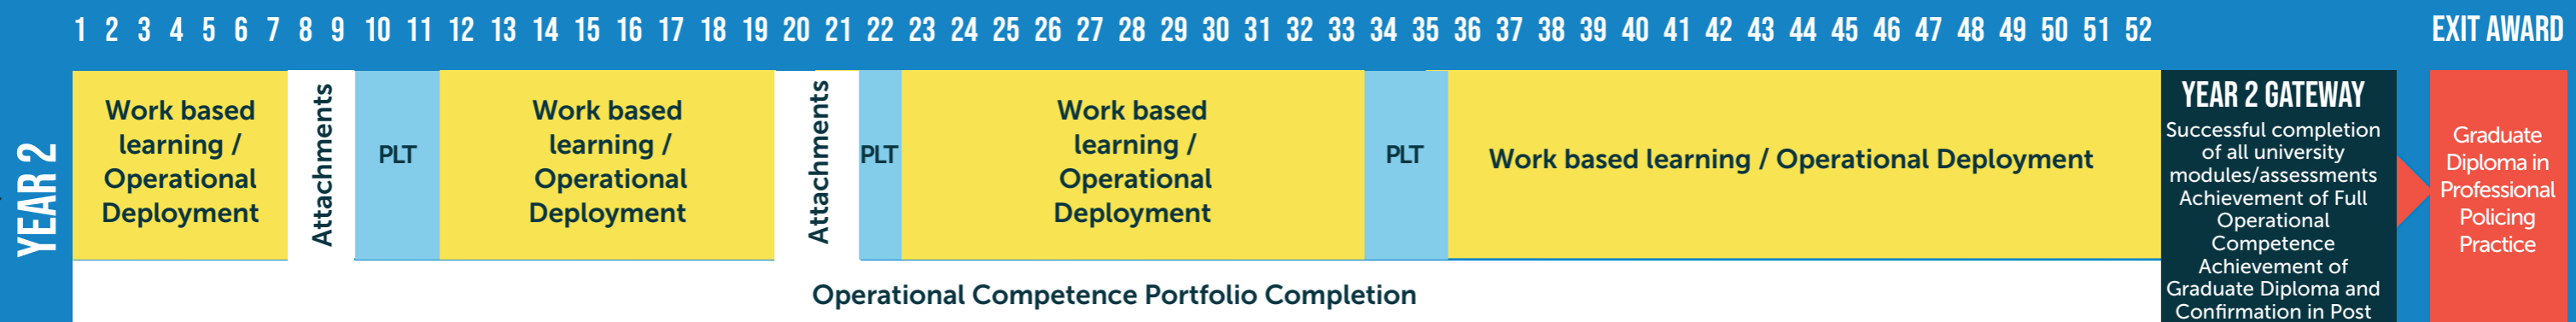 1 2 3 4 5 6 7 8 9 10 11 12 13 14 15 16 17 18 19 20 21 22 23 24 25 26 27 28 29 30 31 32 33 34 35 36 37 38 39 40 41 42 43 44 45 46 47 48 49 50 51 52
EXIT AWARD
YEAR 2
Work based
learning /
Operational
Deployment
Attachments
PLT
Work based
learning /
Operational
Deployment
Attachments
PLT
Work based
learning /
Operational
Deployment
PLT
Work based learning / Operational Deployment
YEAR 2 GATEWAY
Successful completion
of all university
modules/assessments
Achievement of Full
Operational
Competence
Achievement of
Graduate Diploma and
Confirmation in Post
Graduate
Diploma in
Professional
Policing
Practice
Operational Competence Portfolio Completion